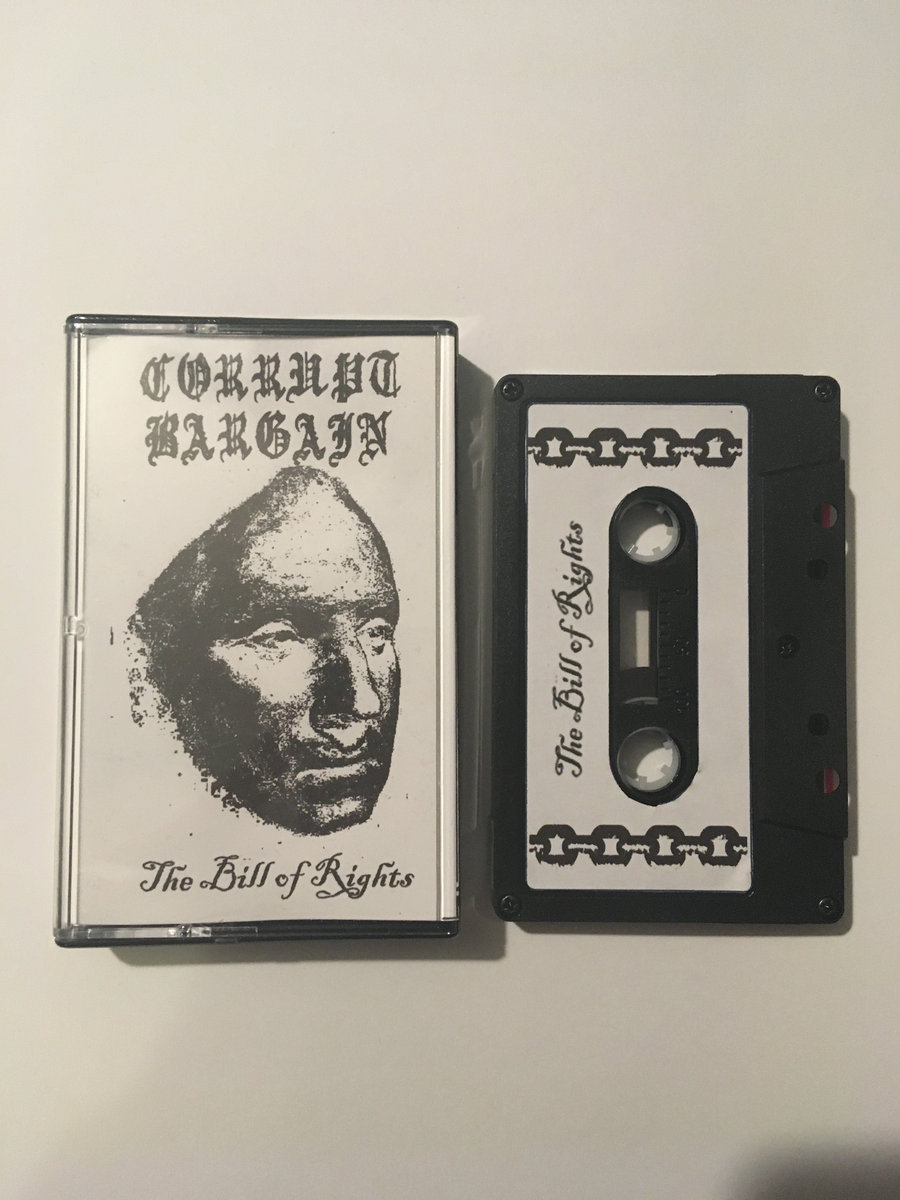 CORRUPT
BARGAIN
The Bill of Rights
The Bill of Rights